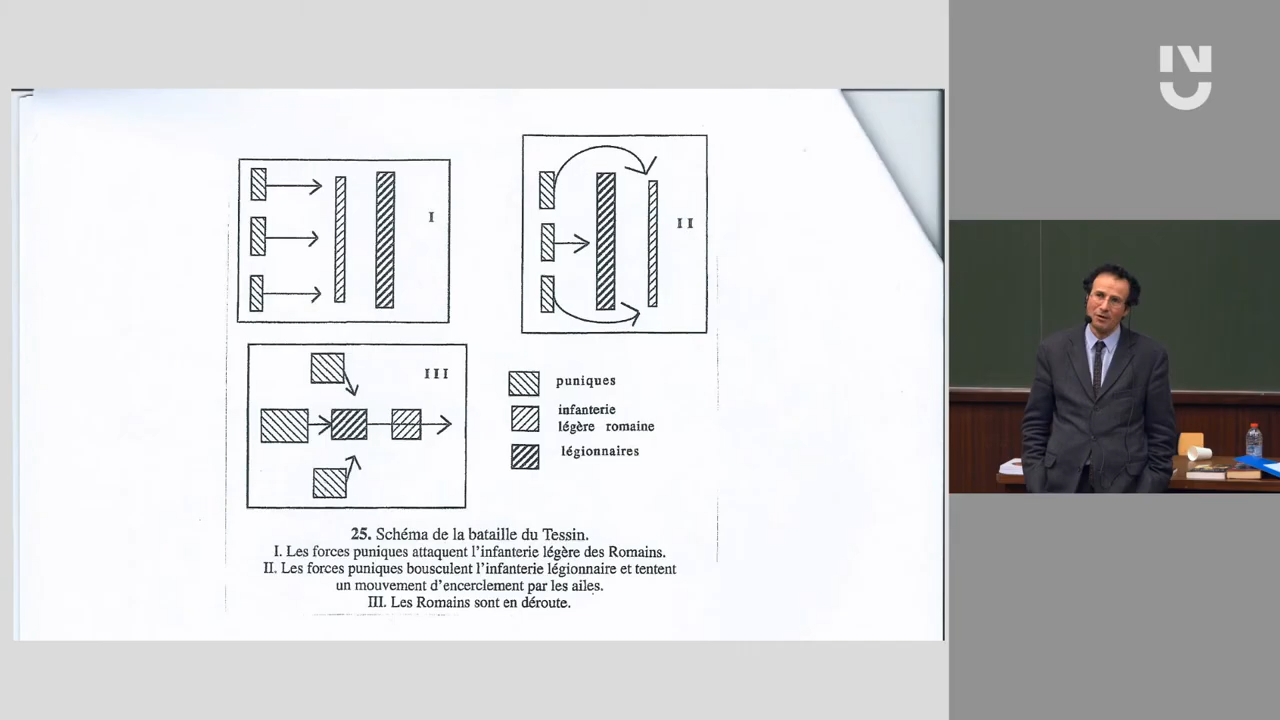 I
II
III
puniques
infanterie
légère romaine
légionnaires
25. Schéma de la bataille du Tessin.
I. Les forces puniques attaquent l'infanterie légère des Romains.
II. Les forces puniques bousculent l'infanterie légionnaire et tentent
un mouvement d'encerclement par les ailes.
III. Les Romains sont en déroute.